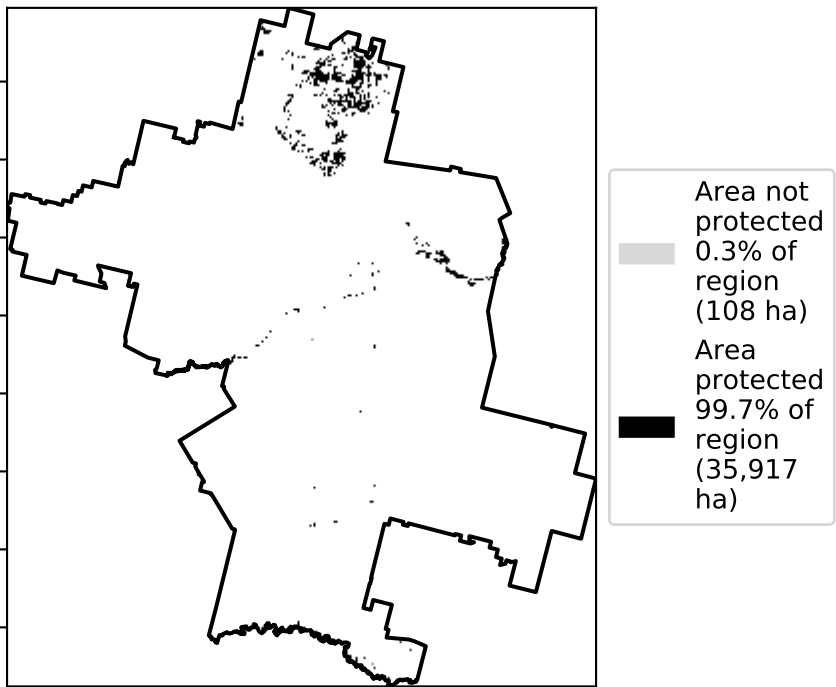 Area not
protected
0.3% of
region
(108 ha)
Area
protected
99.7% of
region
(35,917
ha)